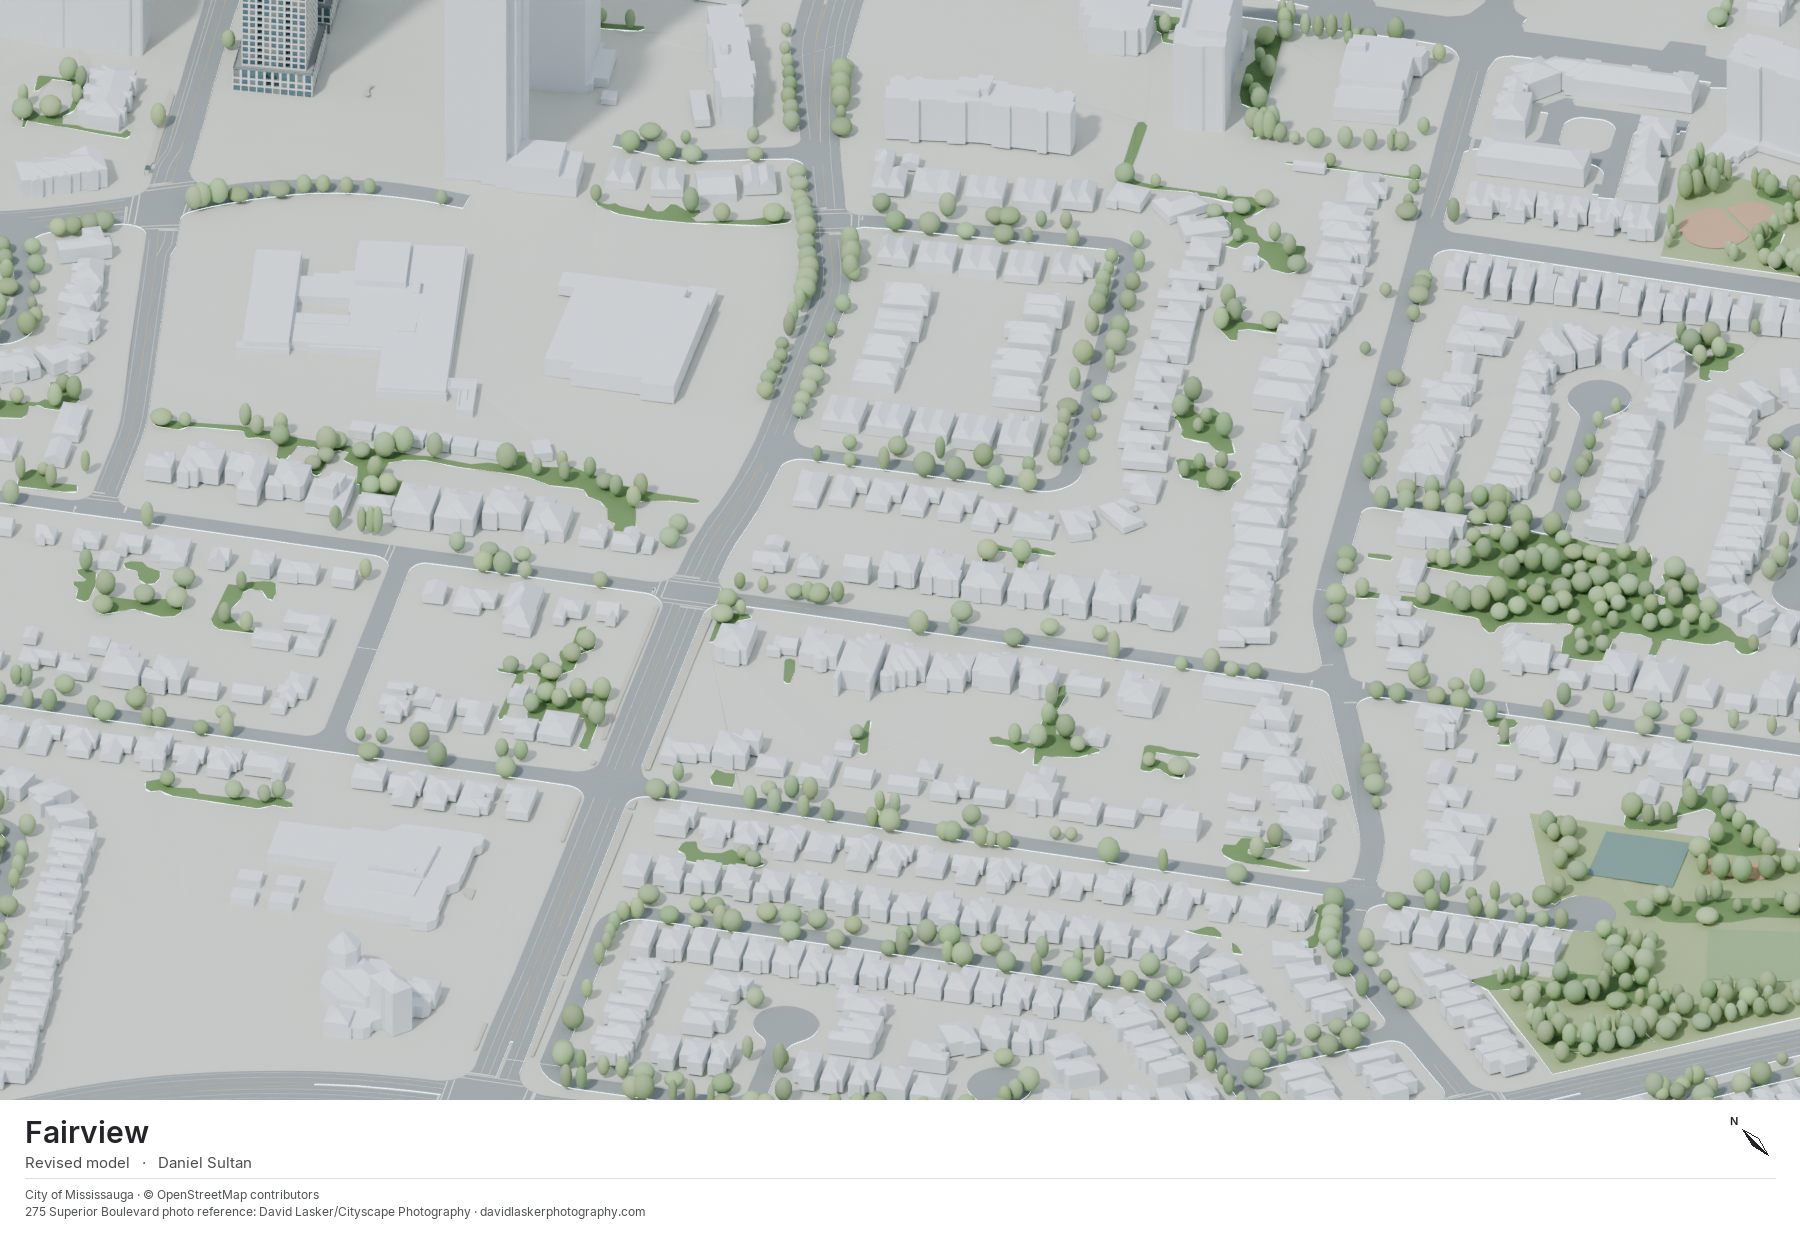 Fairview
N
Revised model · Daniel Sultan
City of Mississauga · © OpenStreetMap contributors
275 Superior Boulevard photo reference: David Lasker/Cityscape Photography · davidlaskerphotography.com